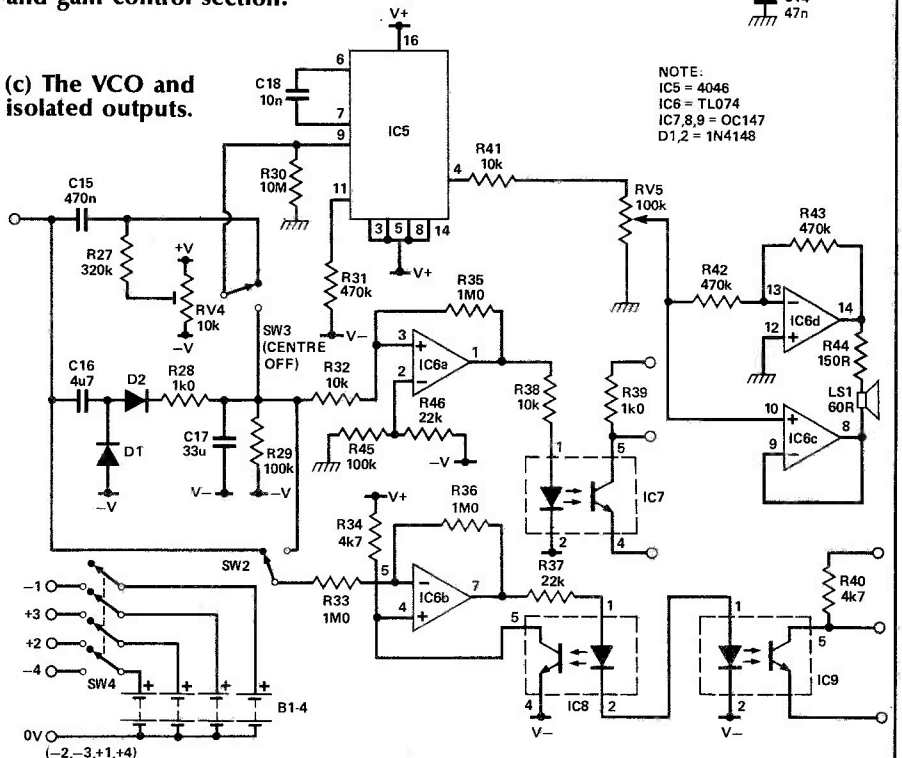 and gain control section.
(c) The VCO and
isolated outputs.
47n
NOTE:
IC5 = 4046
IC6 = TL074
IC7,8,9 = OC147
D1,2 = 1N4148
V+
16
6
C18
10n
7
9
IC5
R30
10M
11
4
R41
10k
3 5 8 14
V+
R31
470k
V–
C15
470n
R27
320k
+V
RV4
10k
–V
SW3
(CENTRE
OFF)
RV5
100k
R43
470k
R42
470k
13
–
14
12
+
IC6d
R44
150R
LS1
60R
10
+
8
9
–
IC6c
C16
4u7
D2
R28
1k0
D1
–V
C17
33u
V–
R29
100k
–V
R32
10k
R35
1M0
3
+
1
2
–
IC6a
R46
22k
R45
100k
–V
R38
10k
R39
1k0
1
5
IC7
2
4
V+
R34
4k7
R36
1M0
SW2
R33
1M0
5
–
7
4
+
IC6b
R37
22k
5
1
4
IC8
2
V–
1
5
IC9
2
V–
R40
4k7
–1
+3
+2
–4
SW4
+ + + +
B1-4
0V
(–2,–3,+1,+4)